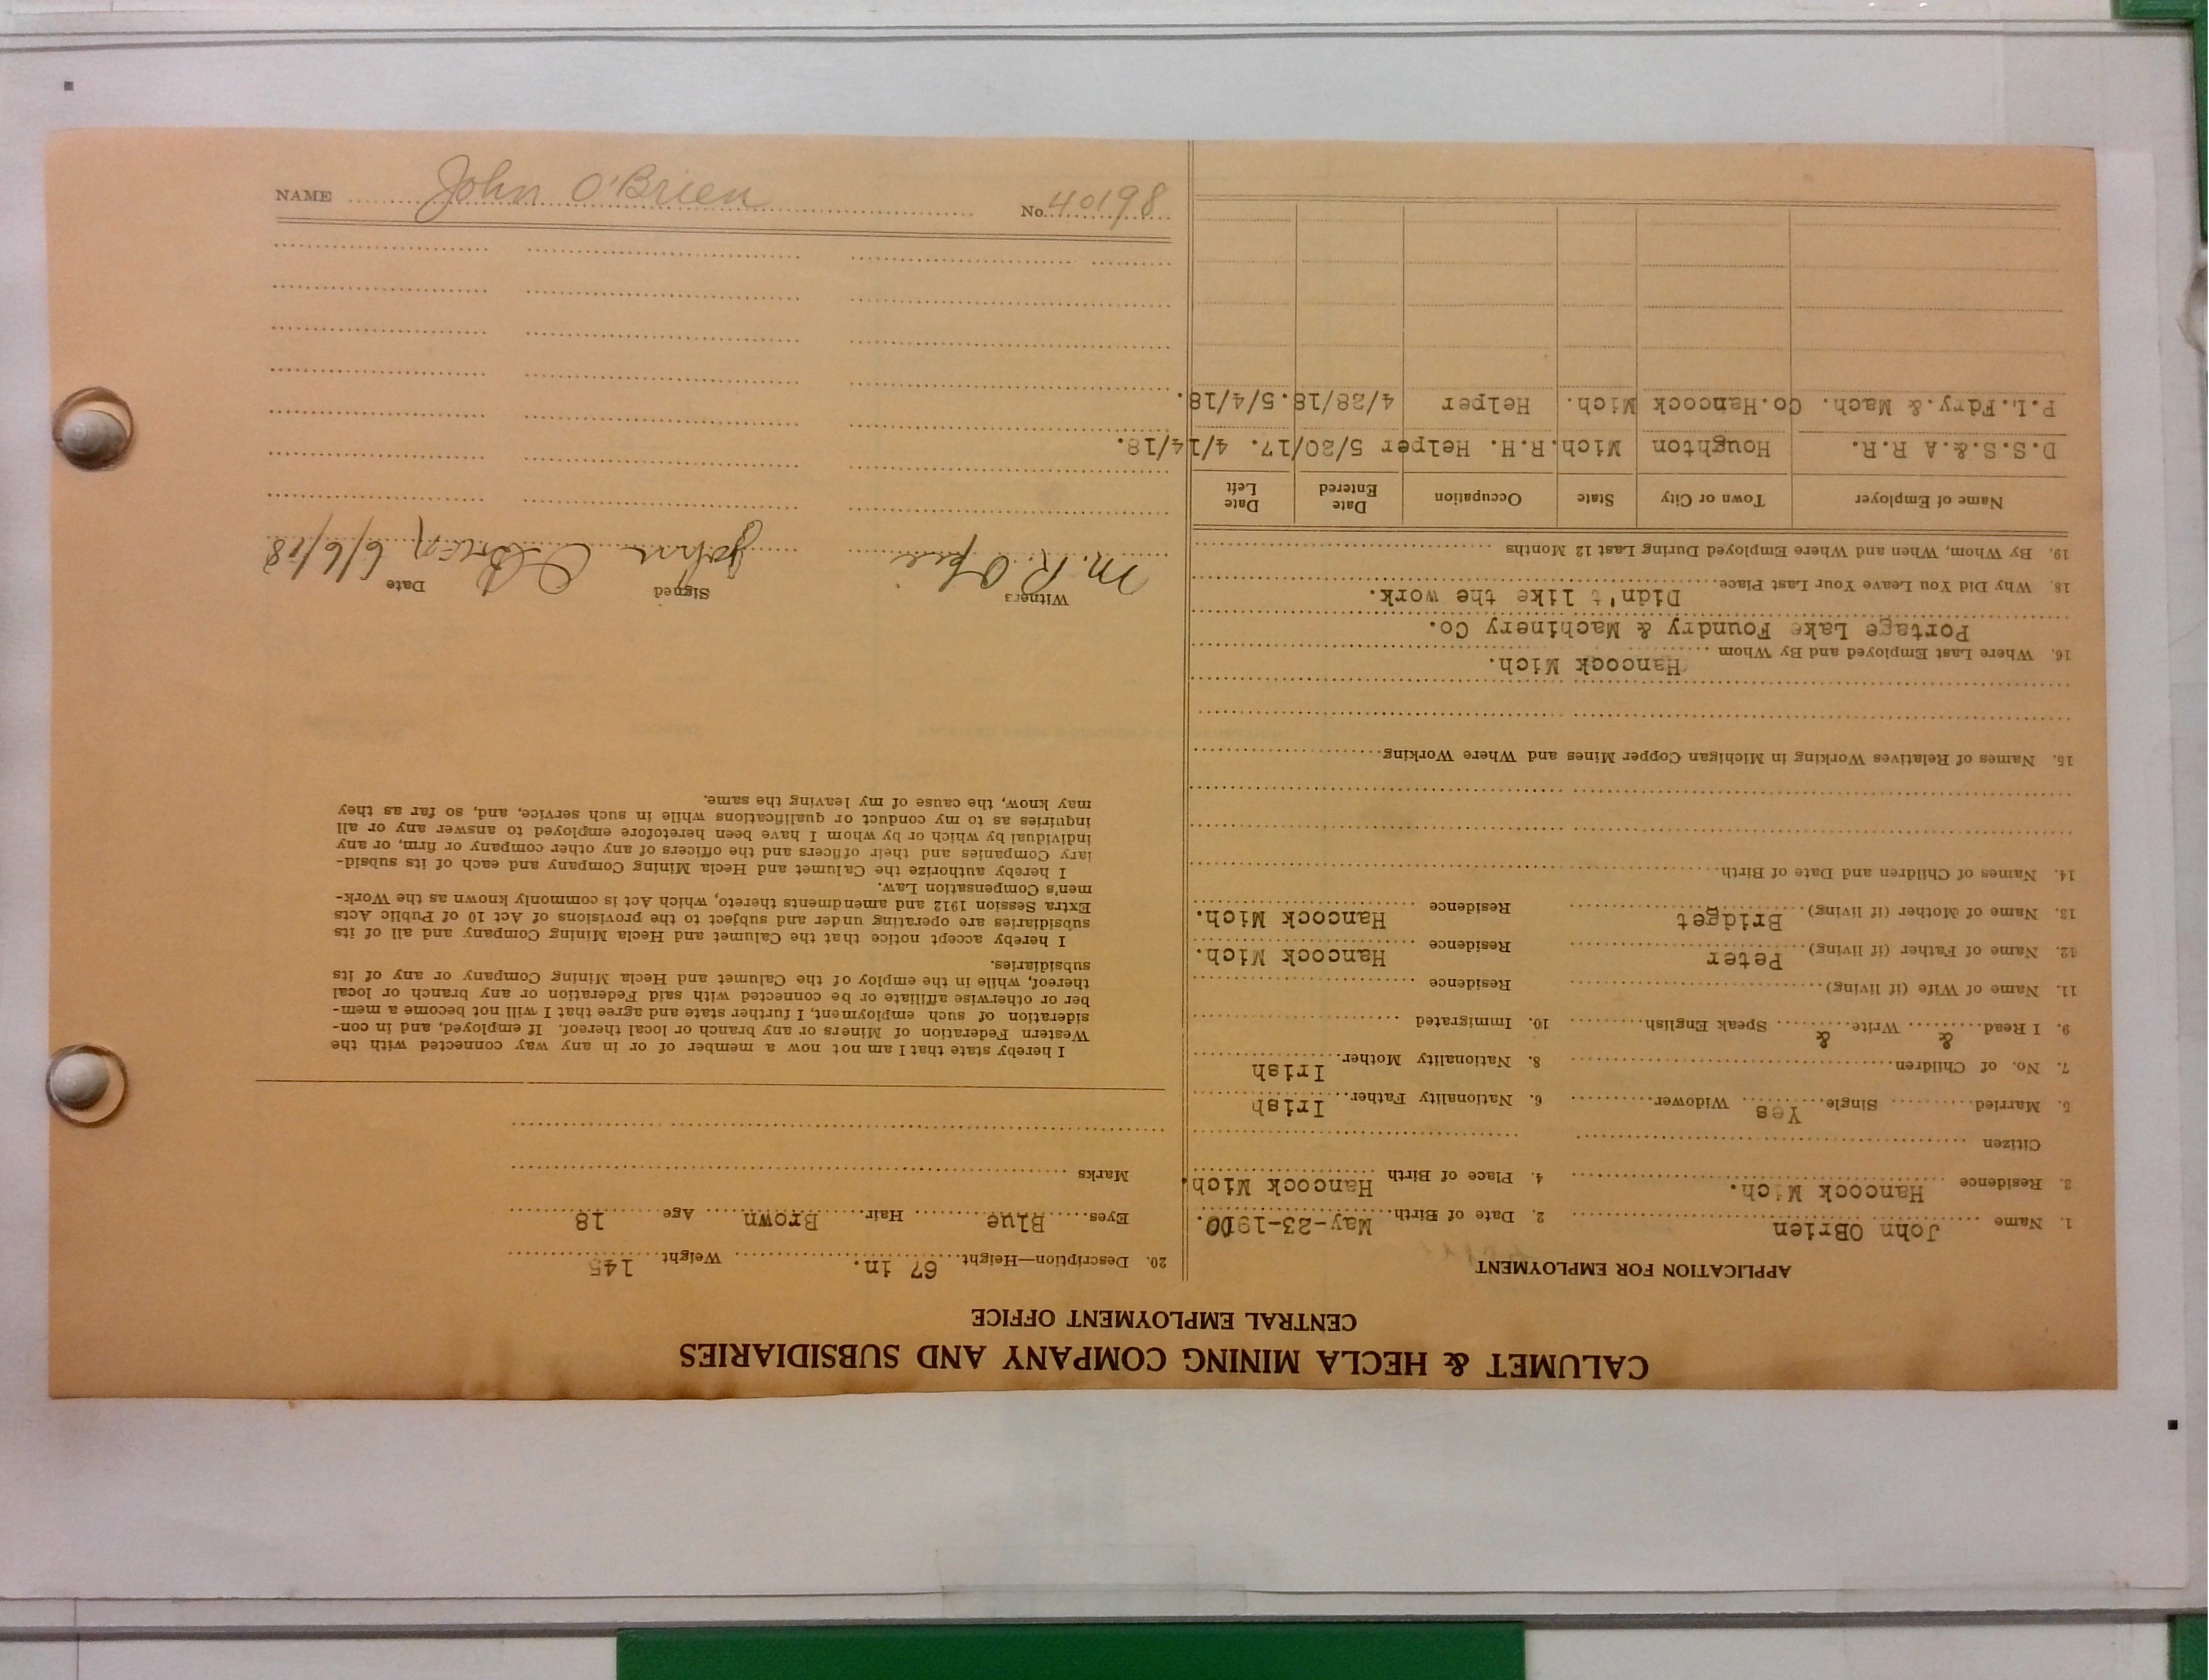 CALUMET & HECLA MINING COMPANY AND SUBSIDIARIES
CENTRAL EMPLOYMENT OFFICE
APPLICATION FOR EMPLOYMENT
1. Name John OBrien 2. Date of Birth May-23-1900.
3. Residence Hancock Mich. 4. Place of Birth Hancock Mich.
Citizen
5. Married Single Yes Widower 6. Nationality Father Irish
7. No. of Children 8. Nationality Mother Irish
9. I Read & Write & Speak English 10. Immigrated
11. Name of Wife (if living) Residence
12. Name of Father (if living) Peter Residence Hancock Mich.
13. Name of Mother (if living) Bridget Residence Hancock Mich.
14. Names of Children and Date of Birth
15. Names of Relatives Working in Michigan Copper Mines and Where Working
Hancock Mich.
16. Where Last Employed and By Whom
Portage Lake Foundry & Machinery Co.
Didn't like the work.
18. Why Did You Leave Your Last Place
19. By Whom, When and Where Employed During Last 12 Months
Name of Employer Town or City State Occupation Date Entered Date Left
D.S.S.& A R.R. Houghton Mich. R.H. Helper 5/20/17. 4/14/18.
P.L.Fdry.& Mach. Co. Hancock Mich. Helper 4/28/18. 5/4/18.
20. Description—Height 67 in. Weight 145
Eyes Blue Hair Brown Age 18
Marks
I hereby state that I am not now a member of or in any way connected with the
Western Federation of Miners or any branch or local thereof. If employed, and in con-
sideration of such employment, I further state and agree that I will not become a mem-
ber or otherwise affiliate or be connected with said Federation or any branch or local
thereof, while in the employ of the Calumet and Hecla Mining Company or any of its
subsidiaries.
I hereby accept notice that the Calumet and Hecla Mining Company and all of its
subsidiaries are operating under and subject to the provisions of Act 10 of Public Acts
Extra Session 1912 and amendments thereto, which Act is commonly known as the Work-
men's Compensation Law.
I hereby authorize the Calumet and Hecla Mining Company and each of its subsid-
iary Companies and their officers and the officers of any other company or firm, or any
individual by which or by whom I have been heretofore employed to answer any or all
inquiries as to my conduct or qualifications while in such service, and, so far as they
may know, the cause of my leaving the same.
Witness Signed Date
M. R. Opie John O'Brien 6/6/18
NAME John O'Brien No. 40198